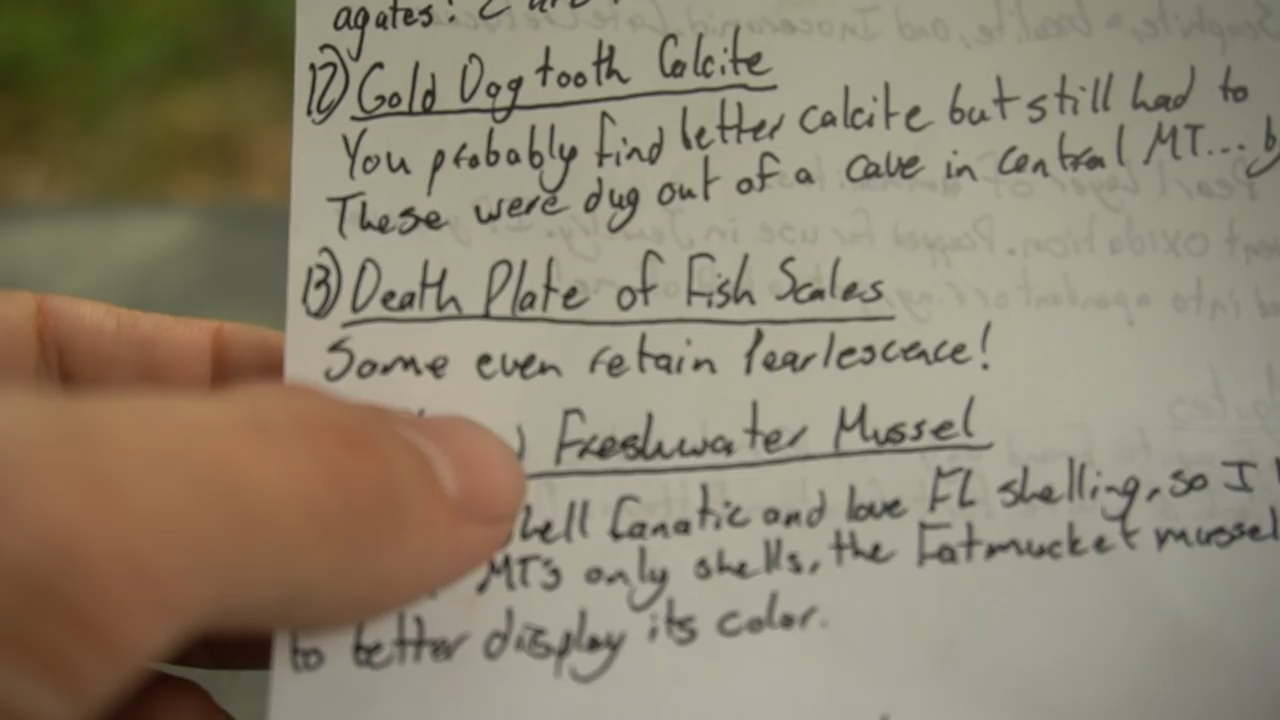 agates!
12) Gold Dogtooth Calcite
You probably find better calcite but still had to
These were dug out of a cave in central MT...
13) Death Plate of Fish Scales
Some even retain Pearlescence!
) Freshwater Mussel
fanatic and love FL shelling, so I
MTs only shells, the Fatmucket mussel
to better display its color.